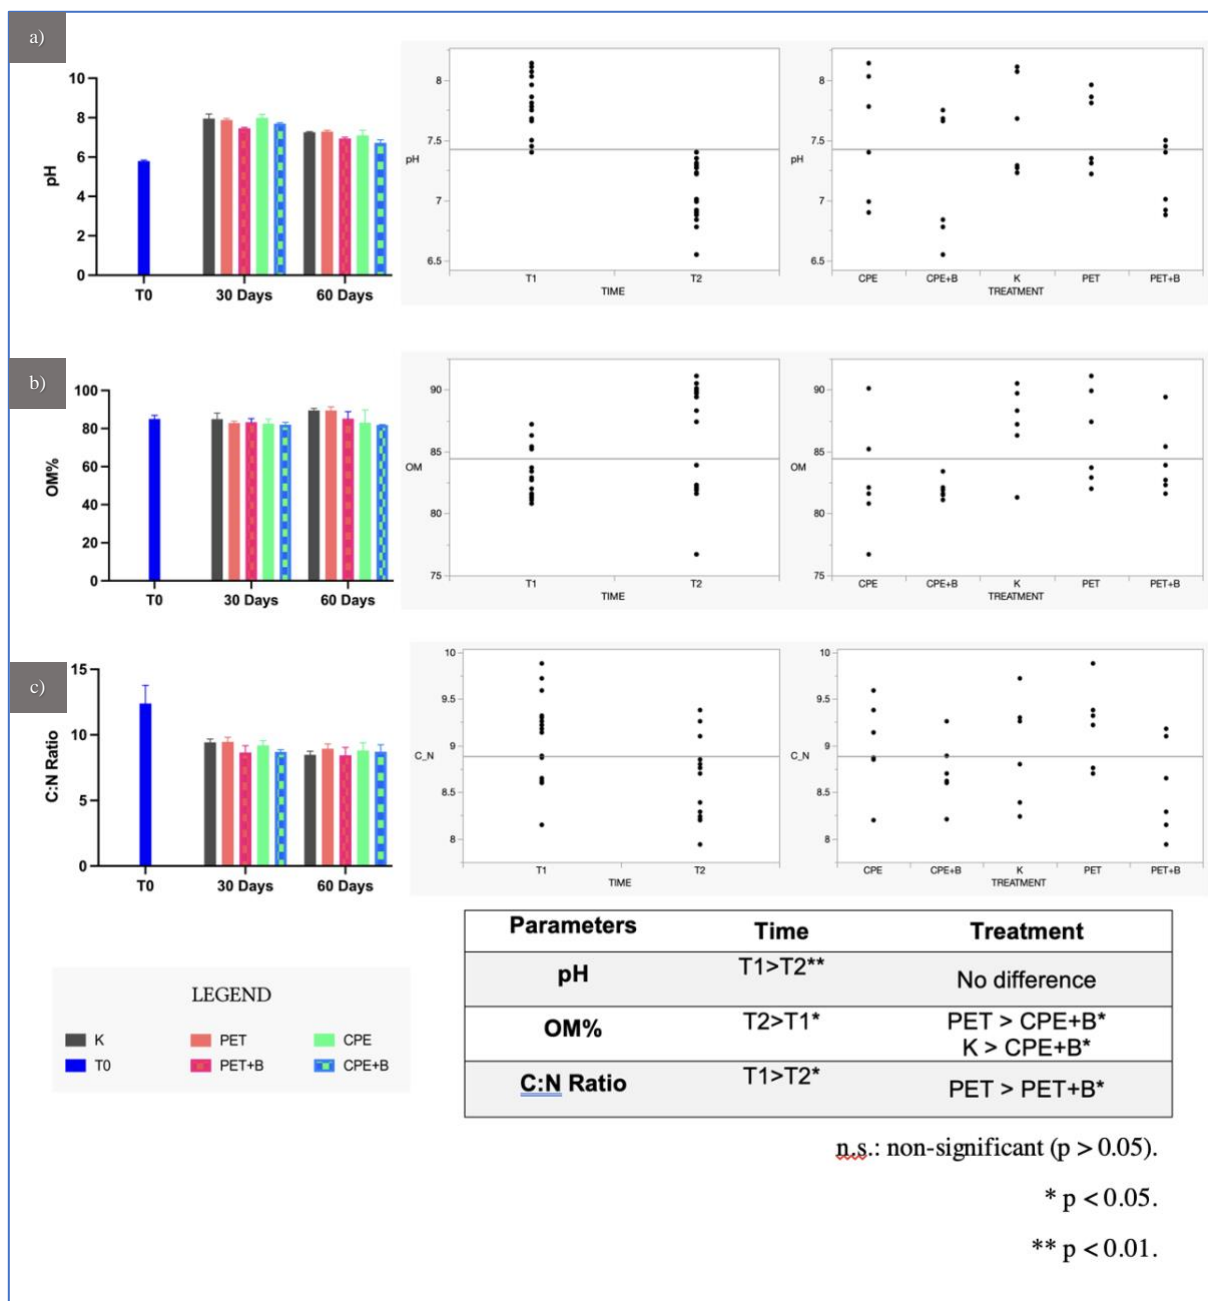 a)
10
8
6
4
2
0
pH
T0
30 Days
60 Days
8
7.5
7
6.5
pH
T1
T2
TIME
8
7.5
7
6.5
pH
CPE
CPE+B
K
PET
PET+B
TREATMENT
b)
100
80
60
40
20
0
OM%
T0
30 Days
60 Days
90
85
80
75
OM
T1
T2
TIME
90
85
80
75
OM
CPE
CPE+B
K
PET
PET+B
TREATMENT
c)
15
10
5
0
C:N Ratio
T0
30 Days
60 Days
10
9.5
9
8.5
8
C_N
T1
T2
TIME
10
9.5
9
8.5
8
C_N
CPE
CPE+B
K
PET
PET+B
TREATMENT
LEGEND
K PET CPE
T0 PET+B CPE+B
Parameters Time Treatment
pH T1>T2** No difference
OM% T2>T1* PET > CPE+B*
K > CPE+B*
C:N Ratio T1>T2* PET > PET+B*
n.s.: non-significant (p > 0.05).
* p < 0.05.
** p < 0.01.